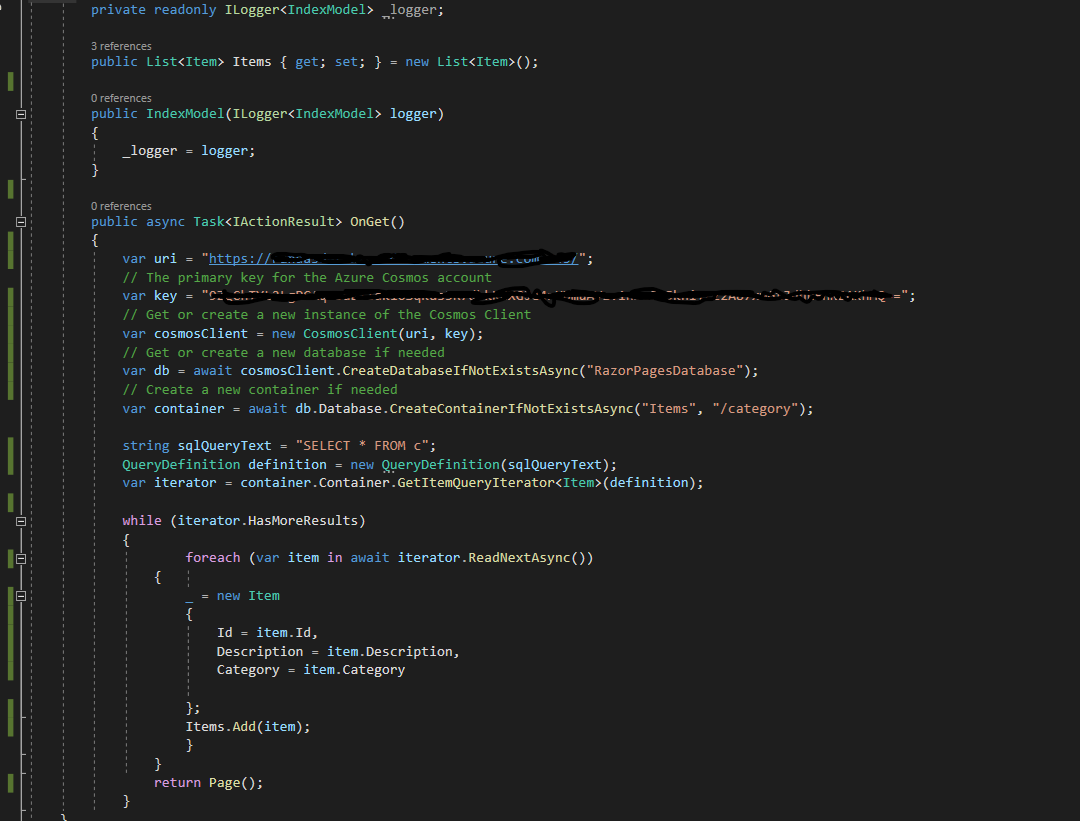 private readonly ILogger<IndexModel> _logger;
3 references
public List<Item> Items { get; set; } = new List<Item>();
0 references
public IndexModel(ILogger<IndexModel> logger)
{
_logger = logger;
}
0 references
public async Task<IActionResult> OnGet()
{
var uri = "https://
// The primary key for the Azure Cosmos account
var key = "
// Get or create a new instance of the Cosmos Client
var cosmosClient = new CosmosClient(uri, key);
// Get or create a new database if needed
var db = await cosmosClient.CreateDatabaseIfNotExistsAsync("RazorPagesDatabase");
// Create a new container if needed
var container = await db.Database.CreateContainerIfNotExistsAsync("Items", "/category");
string sqlQueryText = "SELECT * FROM c";
QueryDefinition definition = new QueryDefinition(sqlQueryText);
var iterator = container.Container.GetItemQueryIterator<Item>(definition);
while (iterator.HasMoreResults)
{
foreach (var item in await iterator.ReadNextAsync())
{
_ = new Item
{
Id = item.Id,
Description = item.Description,
Category = item.Category
};
Items.Add(item);
}
}
return Page();
}